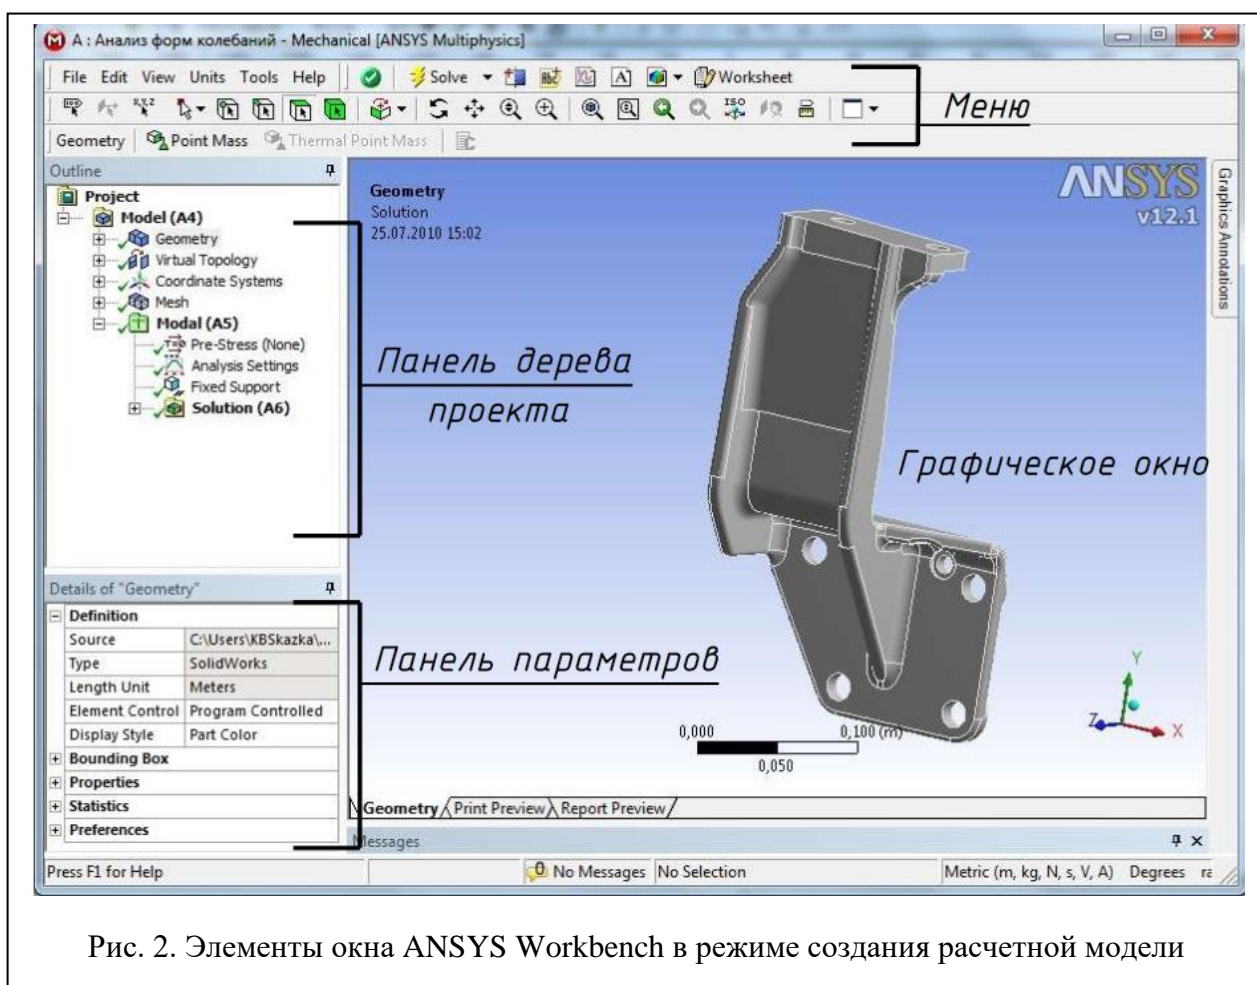 A : Анализ форм колебаний - Mechanical [ANSYS Multiphysics]
File Edit View Units Tools Help Solve Worksheet
Меню
Geometry Point Mass Thermal Point Mass
Outline
Project
Model (A4)
Geometry
Virtual Topology
Coordinate Systems
Mesh
Modal (A5)
Pre-Stress (None)
Analysis Settings
Fixed Support
Solution (A6)
Панель дерева
проекта
Geometry
Solution
25.07.2010 15:02
ANSYS
v12.1
Graphics Annotations
Графическое окно
Details of "Geometry"
Definition
Source C:\Users\KBSkazka\...
Type SolidWorks
Length Unit Meters
Element Control Program Controlled
Display Style Part Color
Bounding Box
Properties
Statistics
Preferences
Панель параметров
0,000 0,100 (m)
0,050
Y
Z X
Geometry Print Preview Report Preview
Messages
Press F1 for Help No Messages No Selection Metric (m, kg, N, s, V, A) Degrees ra
Рис. 2. Элементы окна ANSYS Workbench в режиме создания расчетной модели